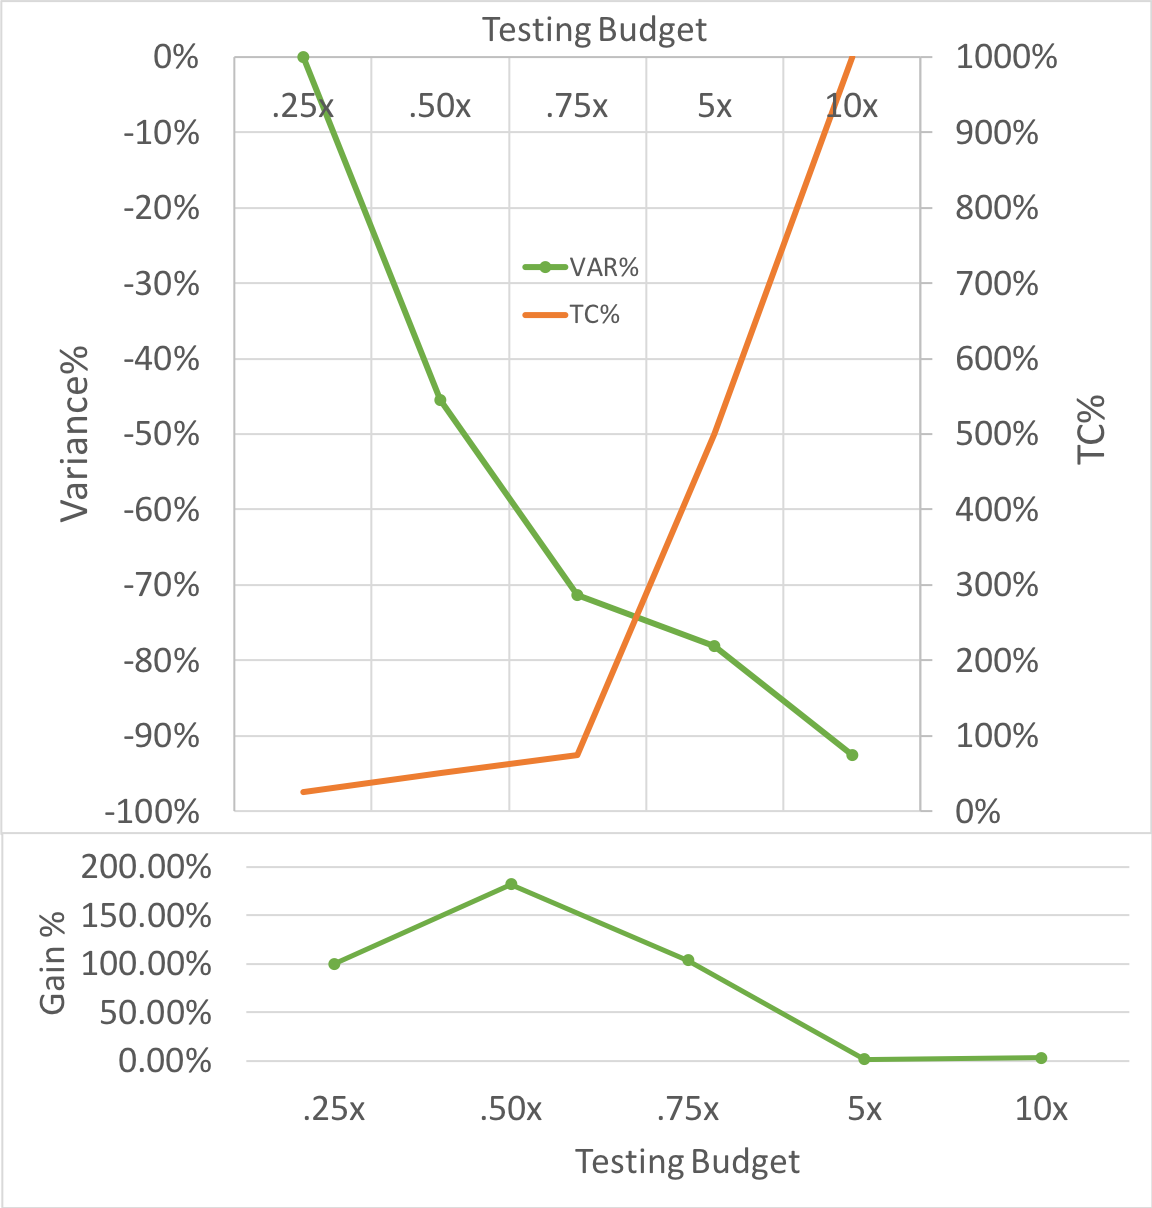 Testing Budget
0% 1000%
.25x .50x .75x 5x 10x
-10% 900%
-20% 800%
VAR%
-30% 700%
TC%
-40% 600%
Variance%
TC%
-50% 500%
-60% 400%
-70% 300%
-80% 200%
-90% 100%
-100% 0%
Gain %
200.00%
150.00%
100.00%
50.00%
0.00%
.25x .50x .75x 5x 10x
Testing Budget